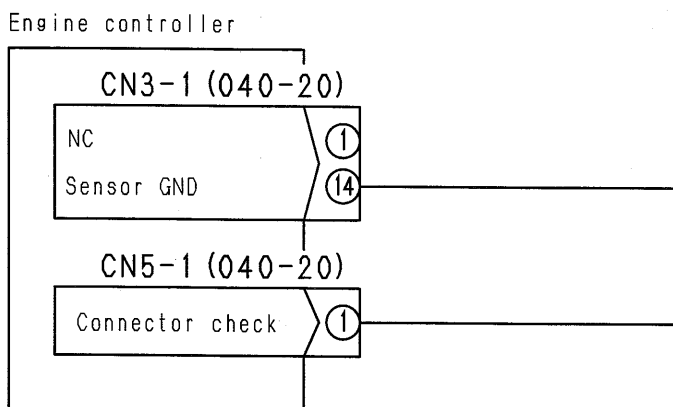 Engine controller
CN3-1 (040-20)
NC 1
Sensor GND 14
CN5-1 (040-20)
Connector check 1